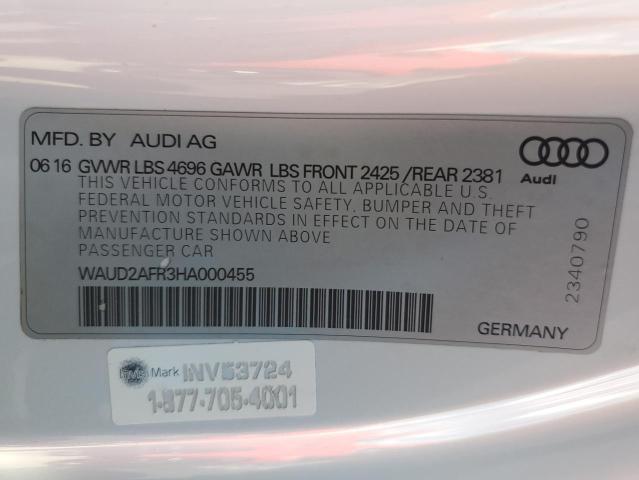 MFD. BY AUDI AG
06 16 GVWR LBS 4696 GAWR LBS FRONT 2425 /REAR 2381
THIS VEHICLE CONFORMS TO ALL APPLICABLE U.S.
FEDERAL MOTOR VEHICLE SAFETY, BUMPER AND THEFT
PREVENTION STANDARDS IN EFFECT ON THE DATE OF
MANUFACTURE SHOWN ABOVE
PASSENGER CAR
WAUD2AFR3HA000455
Audi
2340790
GERMANY
Mark INV53724
1-877-705-4001